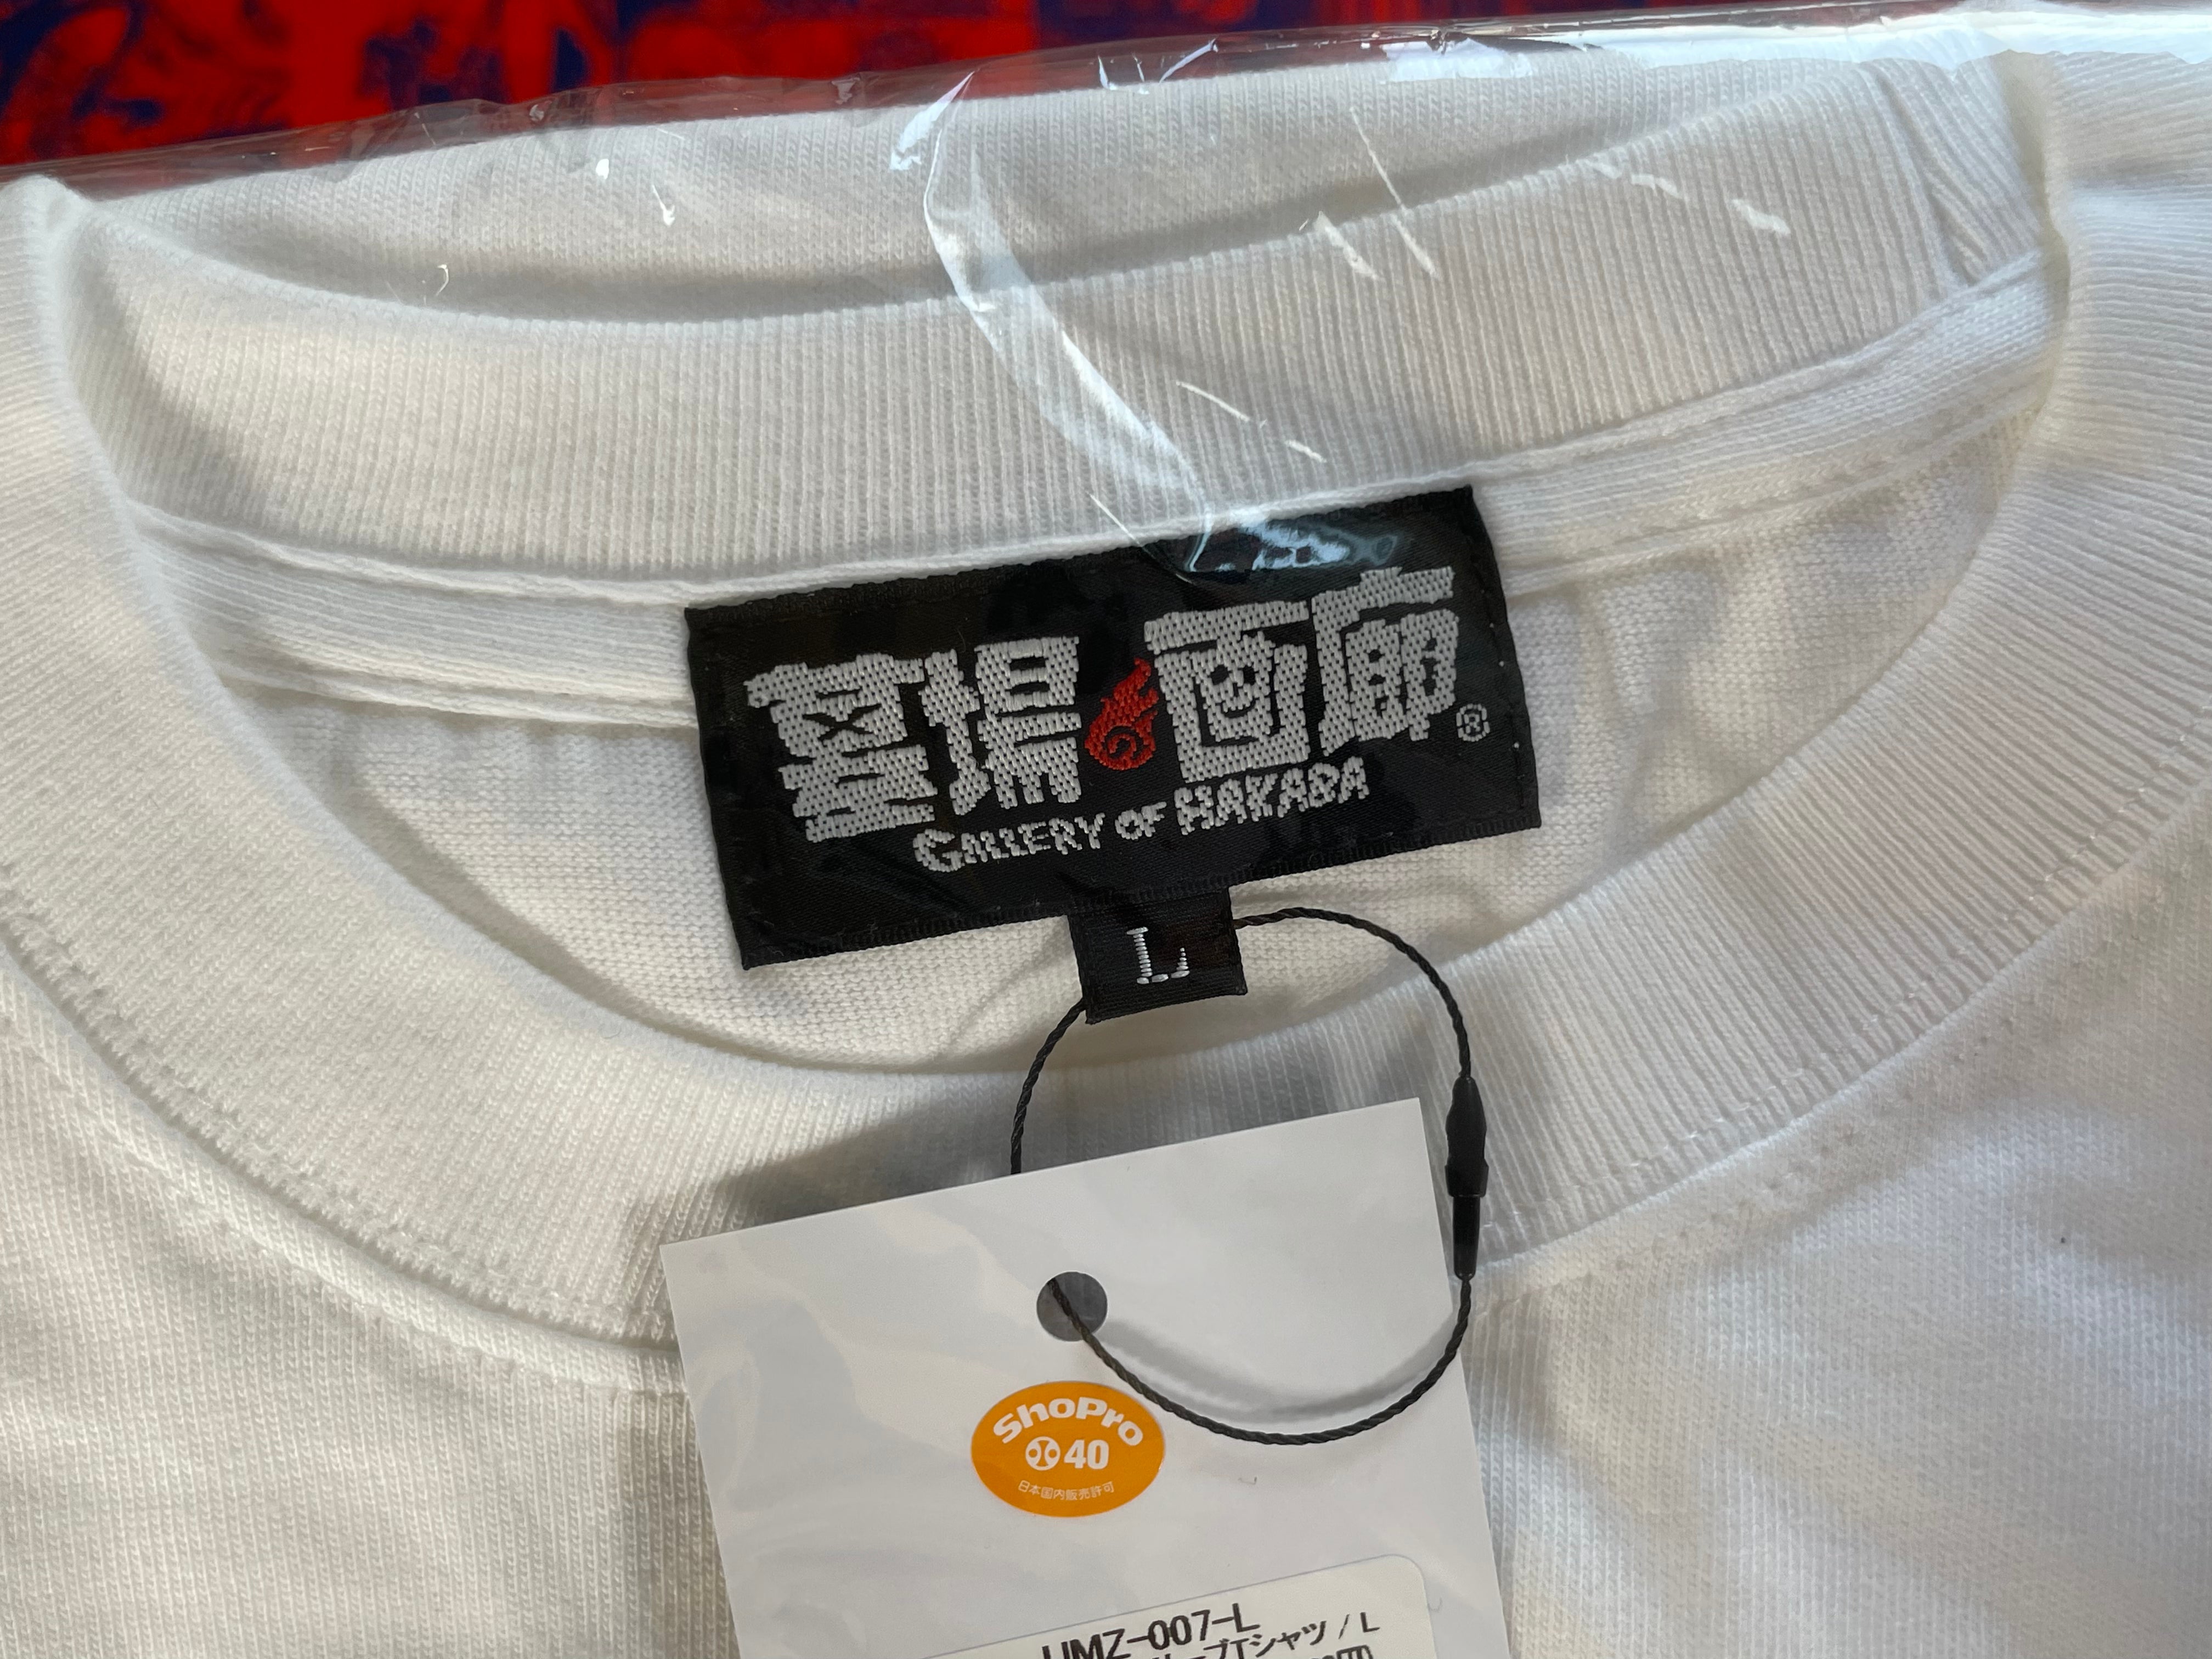 墓場の画廊®
GALLERY OF HAKABA
L
ShoPro
40
日本国内販売許可
UMZ-007-L
ブTシャツ / L